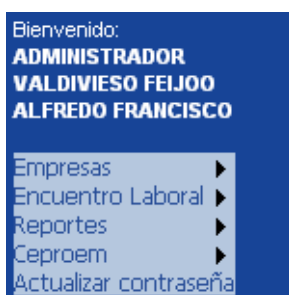 Bienvenido:
ADMINISTRADOR
VALDIVIESO FEIJOO
ALFREDO FRANCISCO
Empresas
Encuentro Laboral
Reportes
Ceproem
Actualizar contraseña